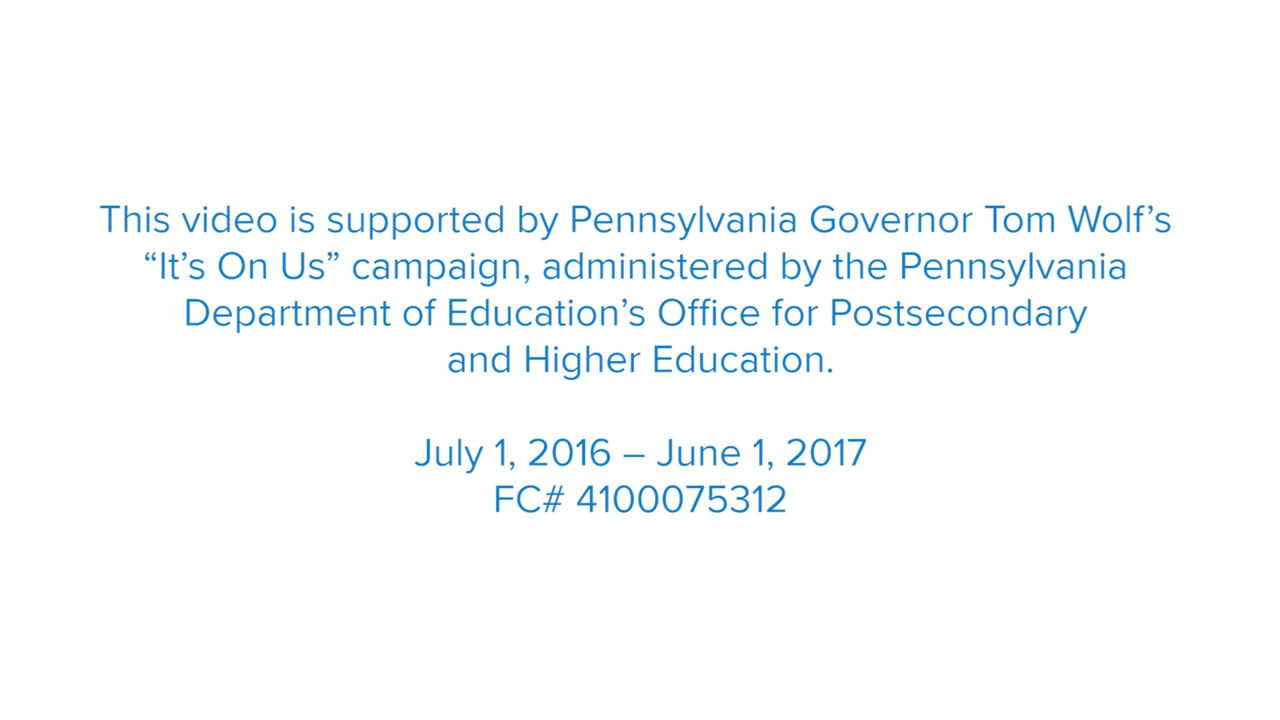 This video is supported by Pennsylvania Governor Tom Wolf’s
“It’s On Us” campaign, administered by the Pennsylvania
Department of Education’s Office for Postsecondary
and Higher Education.
July 1, 2016 – June 1, 2017
FC# 4100075312